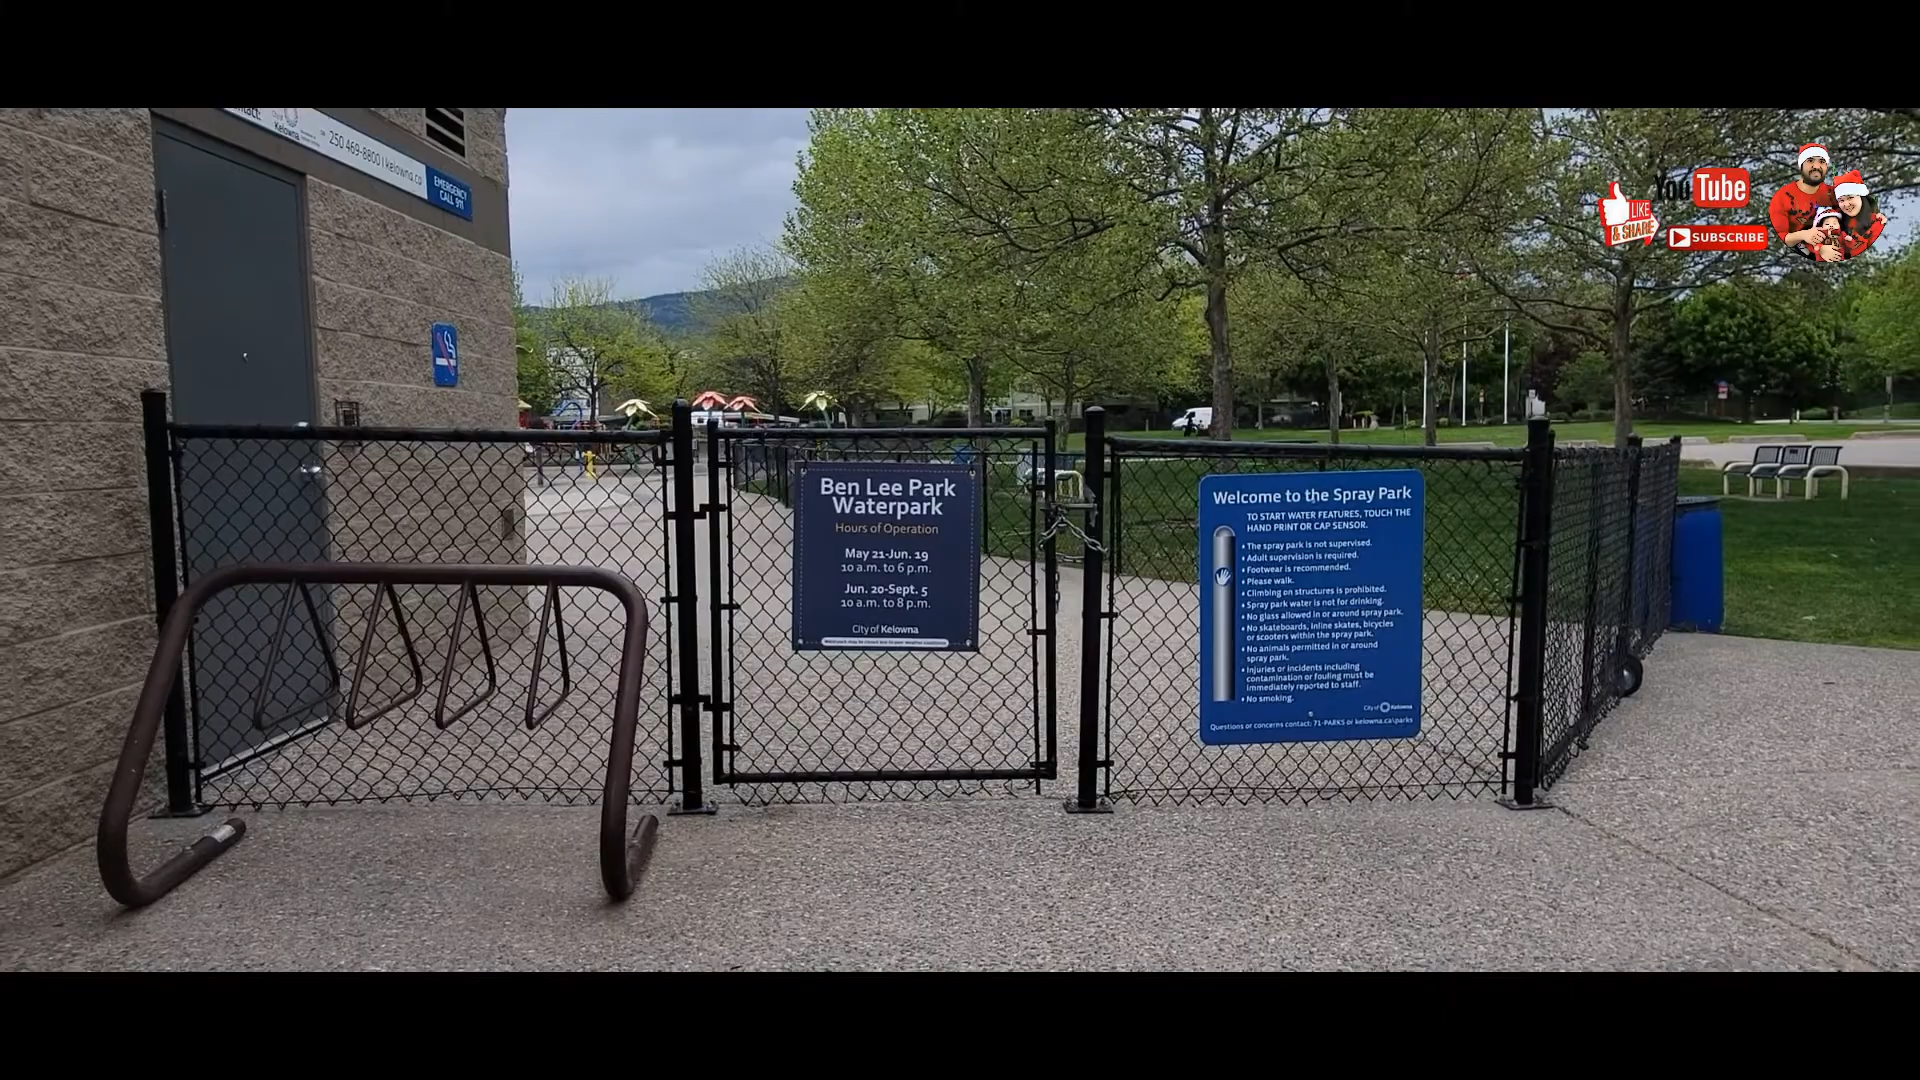 Kelowna
250 469-8800 | kelowna.ca
EMERGENCY
CALL 911
YouTube
LIKE
& SHARE
SUBSCRIBE
Ben Lee Park
Waterpark
Hours of Operation
May 21-Jun. 19
10 a.m. to 6 p.m.
Jun. 20-Sept. 5
10 a.m. to 8 p.m.
City of Kelowna
Welcome to the Spray Park
TO START WATER FEATURES, TOUCH THE
HAND PRINT OR CAP SENSOR.
• The spray park is not supervised.
• Adult supervision is required.
• Footwear is recommended.
• Please walk.
• Climbing on structures is prohibited.
• Spray park water is not for drinking.
• No glass allowed in or around spray park.
• No skateboards, inline skates, bicycles
or scooters within the spray park.
• No animals permitted in or around
spray park.
• Injuries or incidents including
contamination or fouling must be
immediately reported to staff.
• No smoking.
City of Kelowna
Questions or concerns contact: 71-PARKS or kelowna.ca\parks